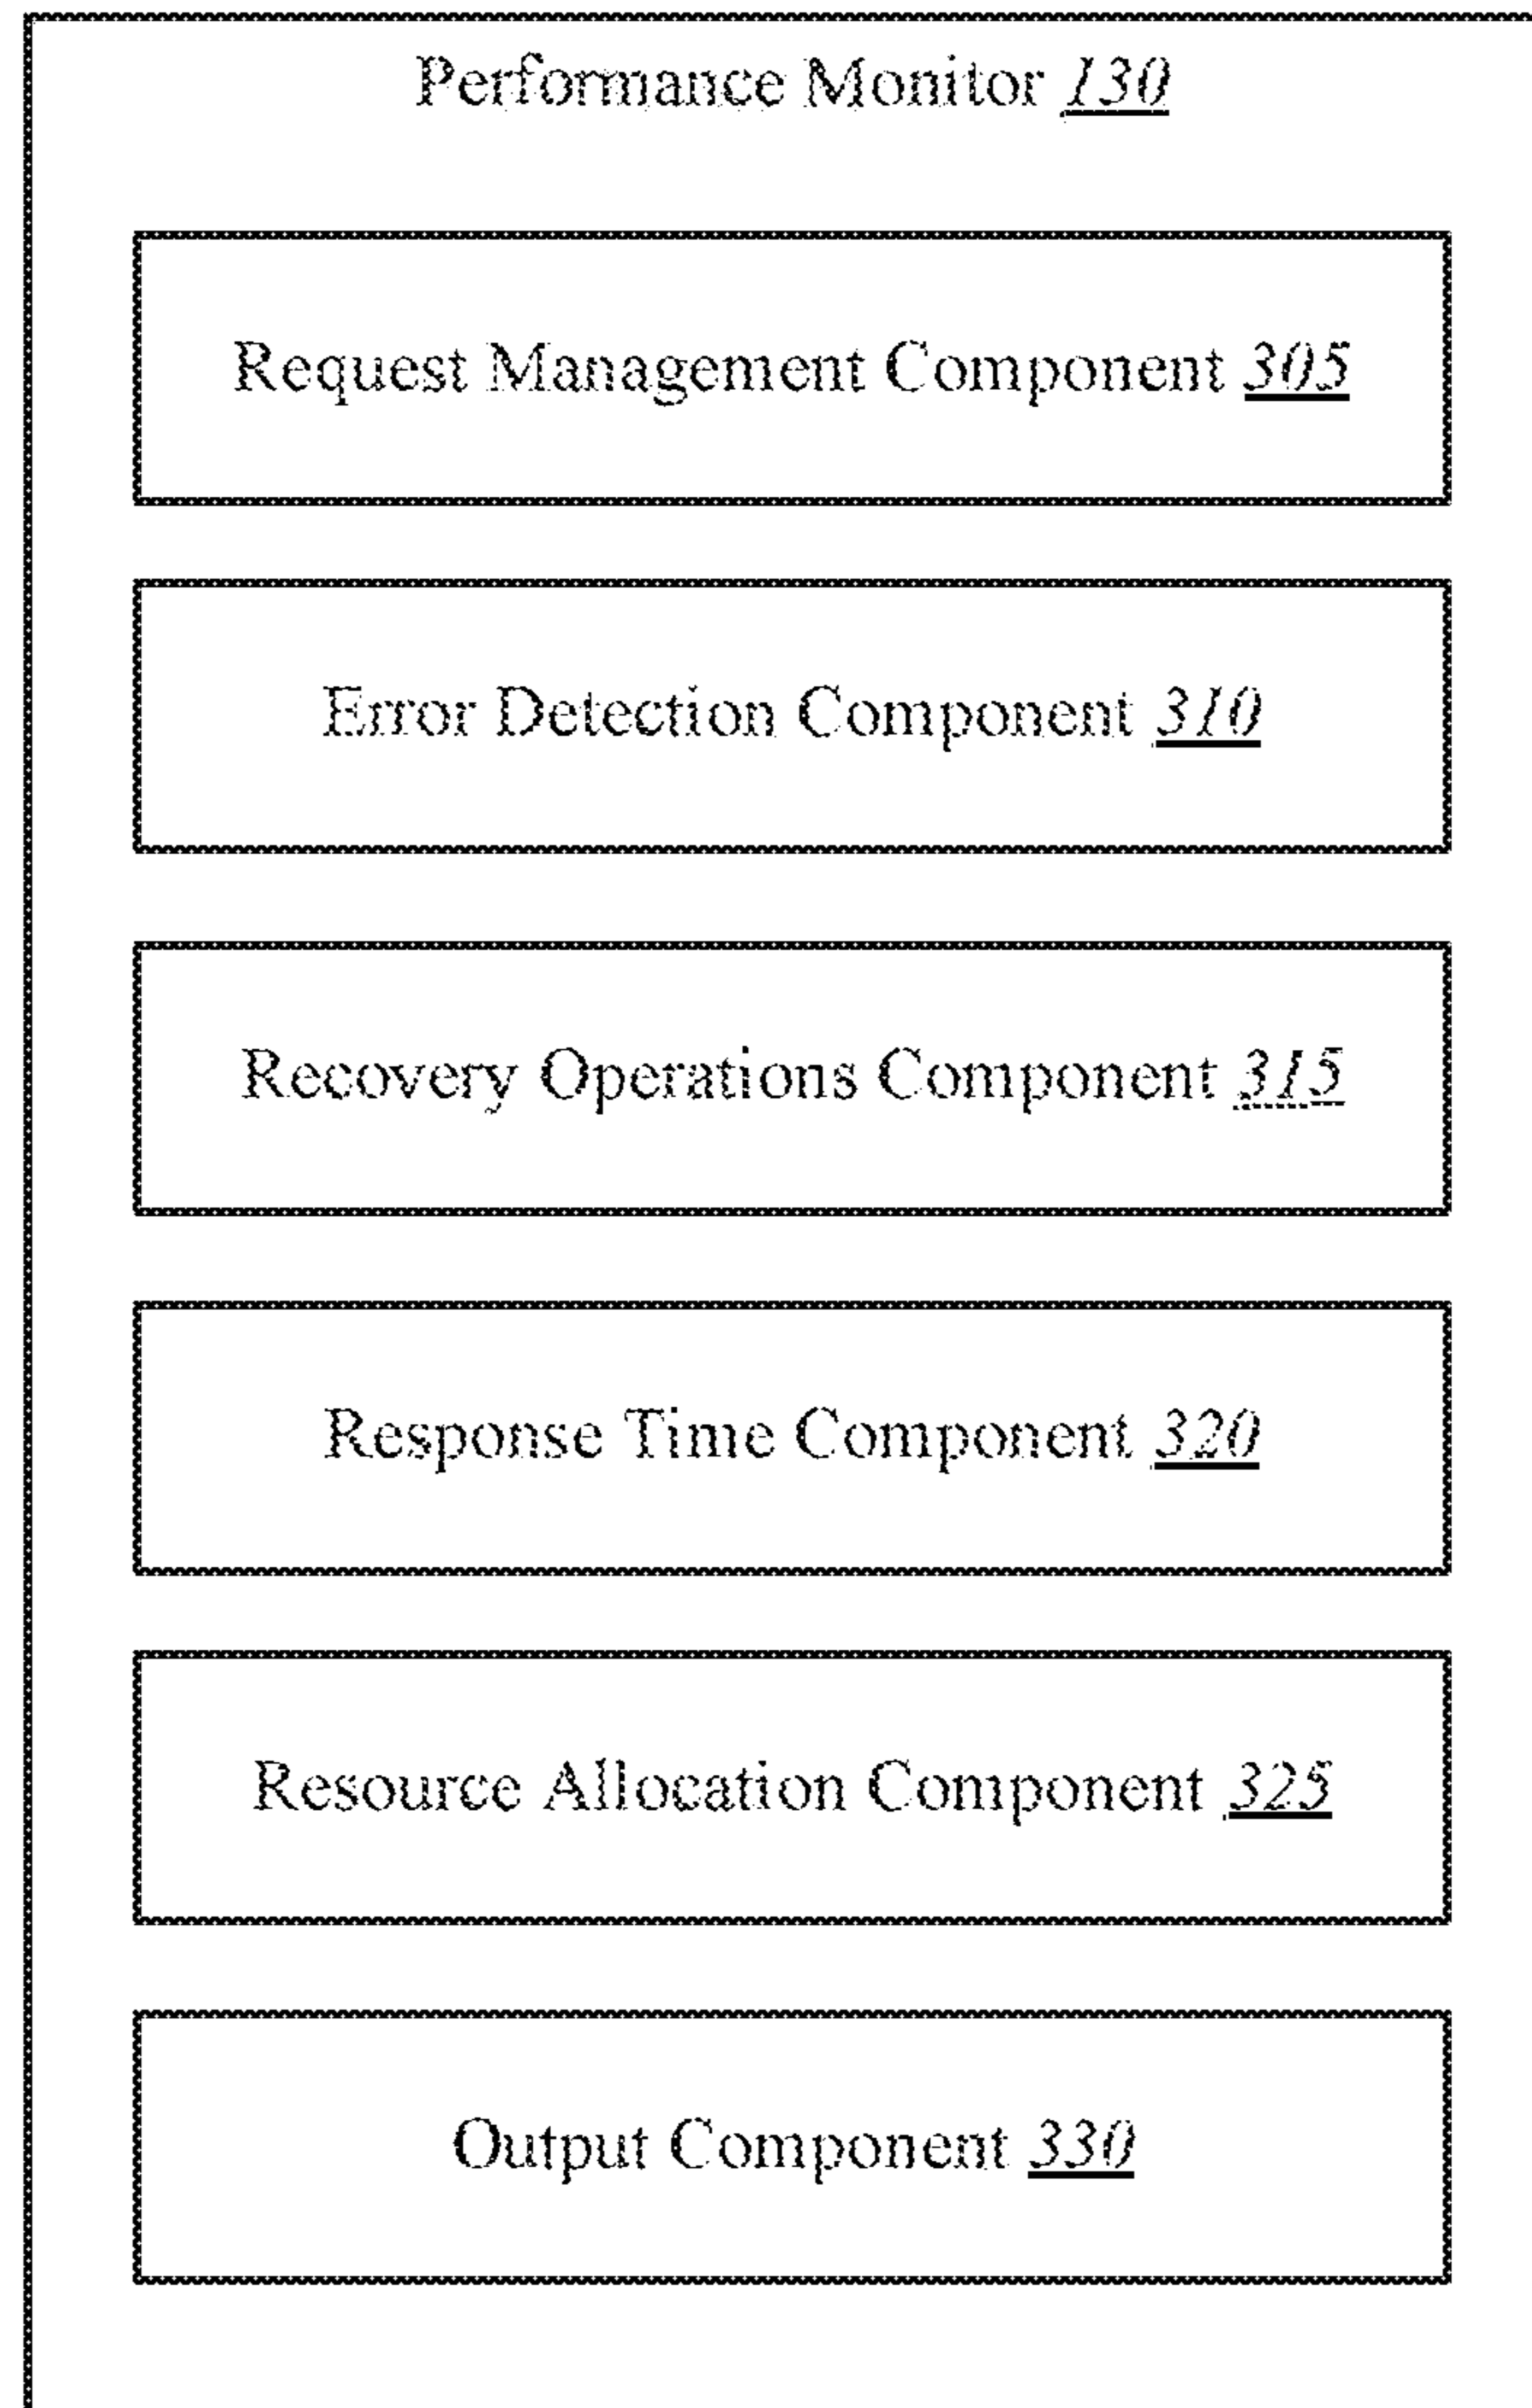 Performance Monitor 130
Request Management Component 305
Error Detection Component 310
Recovery Operations Component 315
Response Time Component 320
Resource Allocation Component 325
Output Component 330